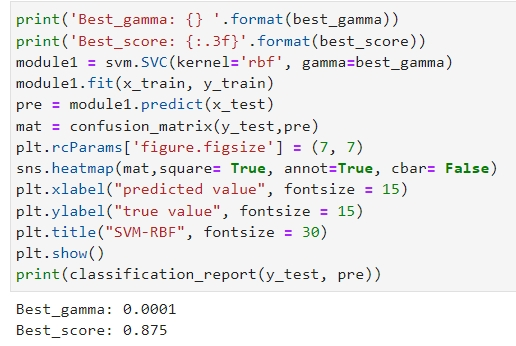 print('Best_gamma: {} '.format(best_gamma))
print('Best_score: {:.3f}'.format(best_score))
module1 = svm.SVC(kernel='rbf', gamma=best_gamma)
module1.fit(x_train, y_train)
pre = module1.predict(x_test)
mat = confusion_matrix(y_test,pre)
plt.rcParams['figure.figsize'] = (7, 7)
sns.heatmap(mat,square= True, annot=True, cbar= False)
plt.xlabel("predicted value", fontsize = 15)
plt.ylabel("true value", fontsize = 15)
plt.title("SVM-RBF", fontsize = 30)
plt.show()
print(classification_report(y_test, pre))
Best_gamma: 0.0001
Best_score: 0.875